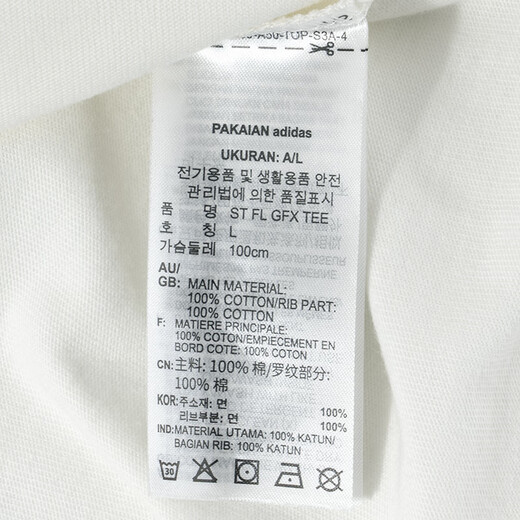 -A50-TOP-S3A-4
PAKAIAN adidas
UKURAN: A/L
전기용품 및 생활용품 안전
관리법에 의한 품질표시
품 명 ST FL GFX TEE
호 칭 L
가슴둘레 100cm
AU/
GB: MAIN MATERIAL:
100% COTTON/RIB PART:
100% COTTON
F: MATIERE PRINCIPALE:
100% COTON/EMPIECEMENT EN
BORD COTE: 100% COTON
CN: 主料: 100% 棉/罗纹部分:
100% 棉
KOR: 주소재: 면 100%
리브부분: 면 100%
IND: MATERIAL UTAMA: 100% KATUN/
BAGIAN RIB: 100% KATUN
30